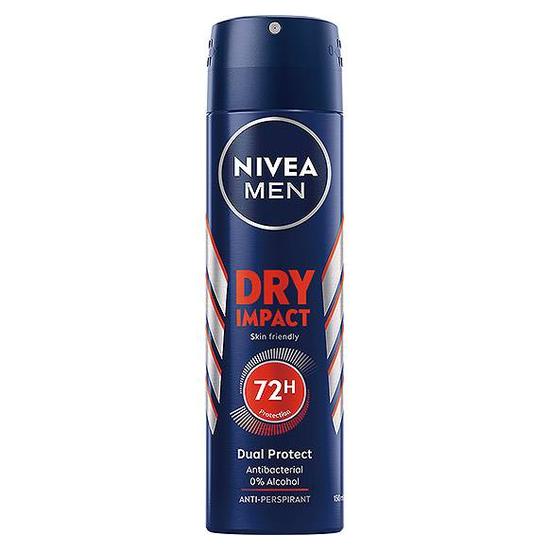 NIVEA
MEN
DRY
IMPACT
Skin friendly
72H
Protection
Dual Protect
Antibacterial
0% Alcohol
ANTI-PERSPIRANT